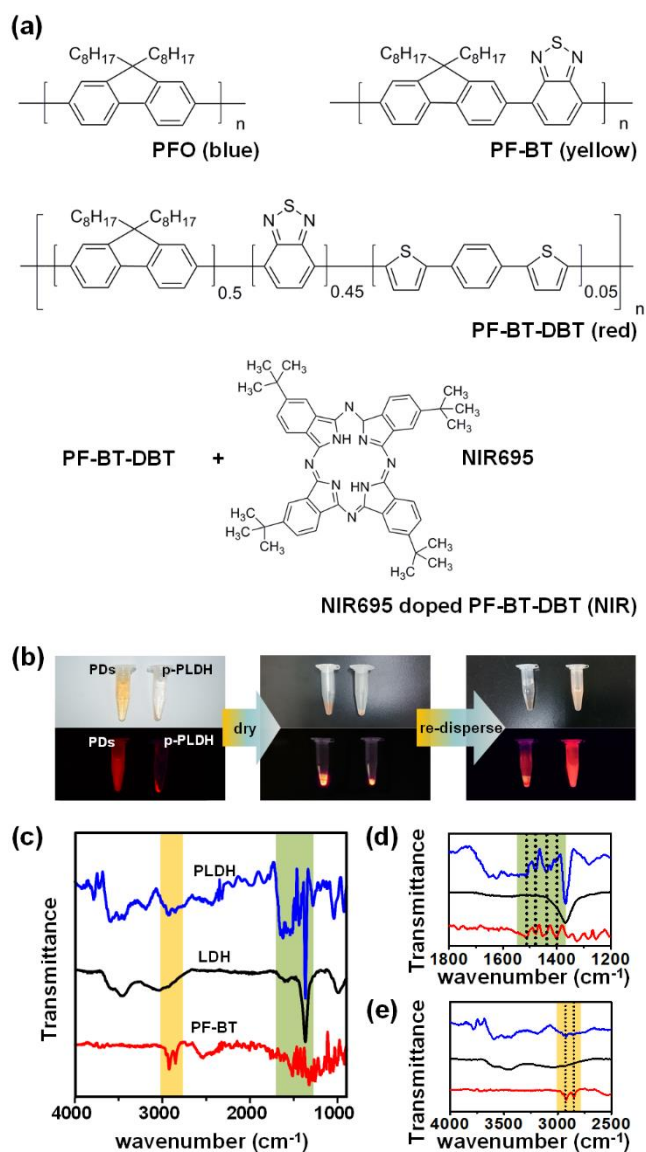 (a)
C8H17 C8H17
n
PFO (blue)
C8H17 C8H17
S
N N
n
PF-BT (yellow)
C8H17 C8H17
S
N N
S S
0.5 0.45 0.05
n
PF-BT-DBT (red)
H3C CH3
H3C
CH3
CH3
CH3
N
NH N
N N
N HN
N
H3C
H3C
CH3
CH3
H3C CH3
PF-BT-DBT + NIR695
NIR695 doped PF-BT-DBT (NIR)
(b)
PDs p-PLDH
PDs p-PLDH
dry
re-disperse
(c)
PLDH
LDH
PF-BT
Transmittance
4000 3000 2000 1000
wavenumber (cm-1)
(d)
Transmittance
1800 1600 1400 1200
wavenumber (cm-1)
(e)
Transmittance
4000 3500 3000 2500
wavenumber (cm-1)